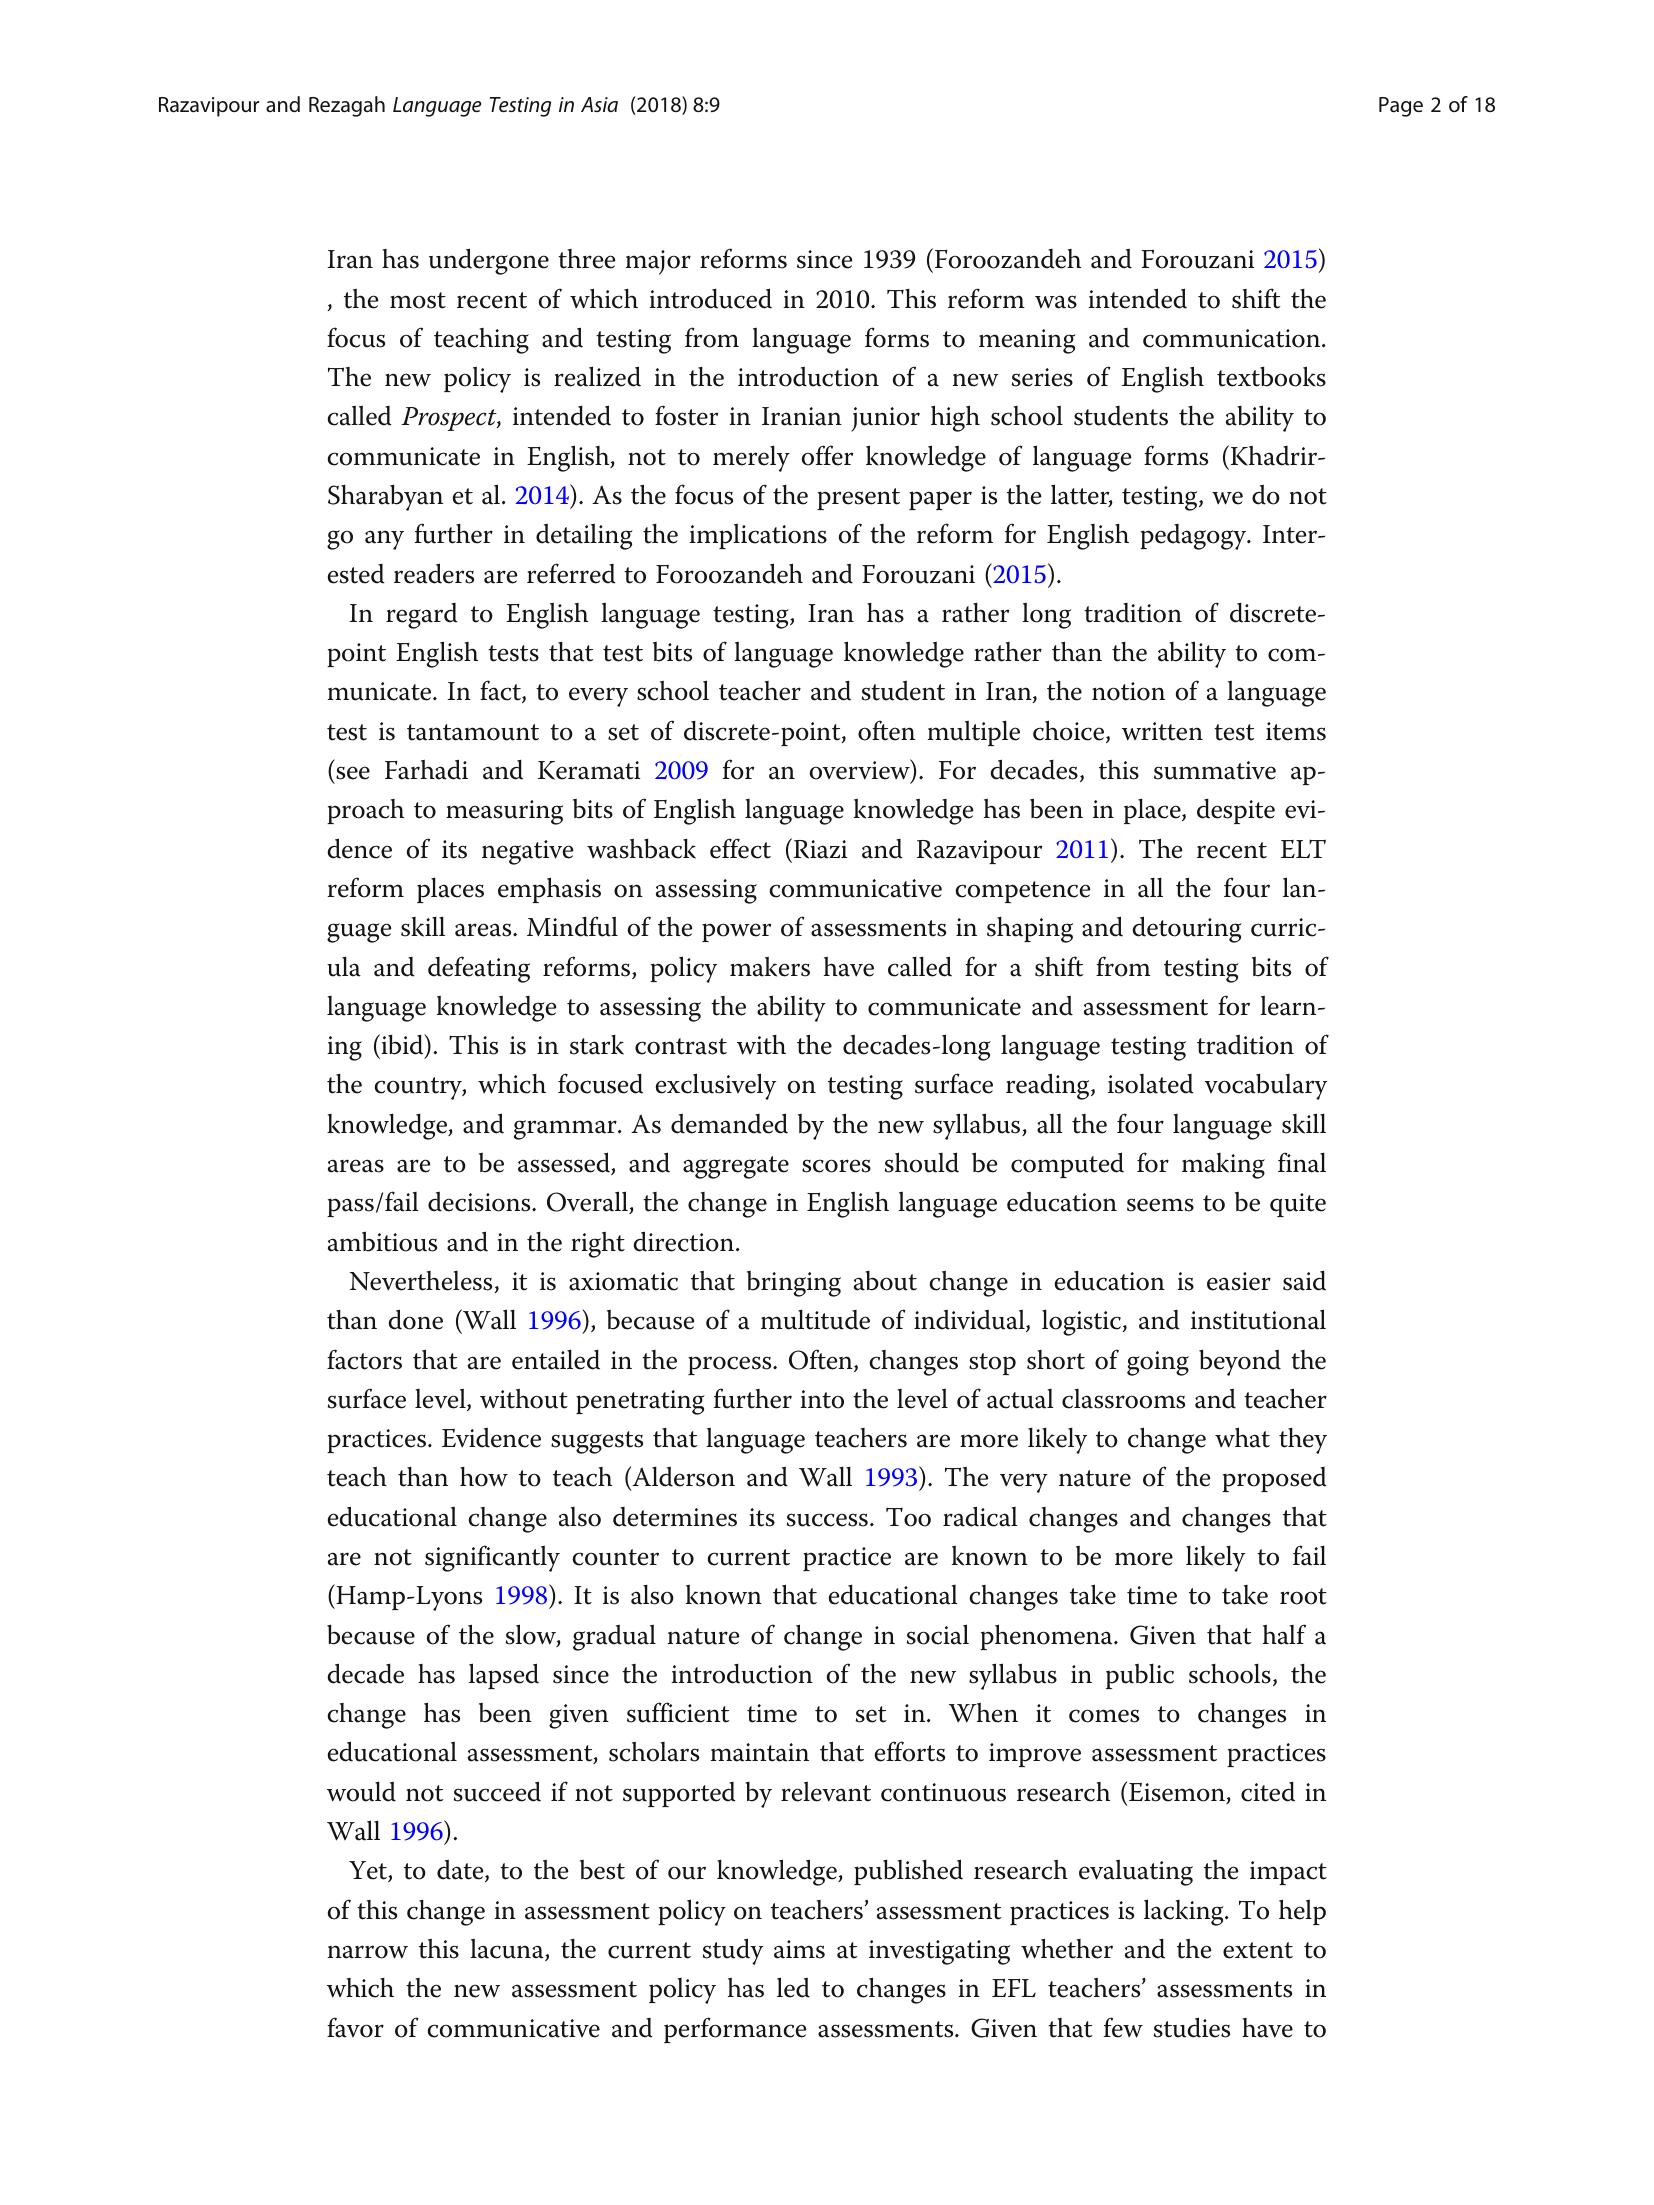 Razavipour and Rezagah Language Testing in Asia (2018) 8:9
Page 2 of 18
Iran has undergone three major reforms since 1939 (Foroozandeh and Forouzani 2015)
, the most recent of which introduced in 2010. This reform was intended to shift the
focus of teaching and testing from language forms to meaning and communication.
The new policy is realized in the introduction of a new series of English textbooks
called Prospect, intended to foster in Iranian junior high school students the ability to
communicate in English, not to merely offer knowledge of language forms (Khadrir-
Sharabyan et al. 2014). As the focus of the present paper is the latter, testing, we do not
go any further in detailing the implications of the reform for English pedagogy. Inter-
ested readers are referred to Foroozandeh and Forouzani (2015).
In regard to English language testing, Iran has a rather long tradition of discrete-
point English tests that test bits of language knowledge rather than the ability to com-
municate. In fact, to every school teacher and student in Iran, the notion of a language
test is tantamount to a set of discrete-point, often multiple choice, written test items
(see Farhadi and Keramati 2009 for an overview). For decades, this summative ap-
proach to measuring bits of English language knowledge has been in place, despite evi-
dence of its negative washback effect (Riazi and Razavipour 2011). The recent ELT
reform places emphasis on assessing communicative competence in all the four lan-
guage skill areas. Mindful of the power of assessments in shaping and detouring curric-
ula and defeating reforms, policy makers have called for a shift from testing bits of
language knowledge to assessing the ability to communicate and assessment for learn-
ing (ibid). This is in stark contrast with the decades-long language testing tradition of
the country, which focused exclusively on testing surface reading, isolated vocabulary
knowledge, and grammar. As demanded by the new syllabus, all the four language skill
areas are to be assessed, and aggregate scores should be computed for making final
pass/fail decisions. Overall, the change in English language education seems to be quite
ambitious and in the right direction.
Nevertheless, it is axiomatic that bringing about change in education is easier said
than done (Wall 1996), because of a multitude of individual, logistic, and institutional
factors that are entailed in the process. Often, changes stop short of going beyond the
surface level, without penetrating further into the level of actual classrooms and teacher
practices. Evidence suggests that language teachers are more likely to change what they
teach than how to teach (Alderson and Wall 1993). The very nature of the proposed
educational change also determines its success. Too radical changes and changes that
are not significantly counter to current practice are known to be more likely to fail
(Hamp-Lyons 1998). It is also known that educational changes take time to take root
because of the slow, gradual nature of change in social phenomena. Given that half a
decade has lapsed since the introduction of the new syllabus in public schools, the
change has been given sufficient time to set in. When it comes to changes in
educational assessment, scholars maintain that efforts to improve assessment practices
would not succeed if not supported by relevant continuous research (Eisemon, cited in
Wall 1996).
Yet, to date, to the best of our knowledge, published research evaluating the impact
of this change in assessment policy on teachers’ assessment practices is lacking. To help
narrow this lacuna, the current study aims at investigating whether and the extent to
which the new assessment policy has led to changes in EFL teachers’ assessments in
favor of communicative and performance assessments. Given that few studies have to